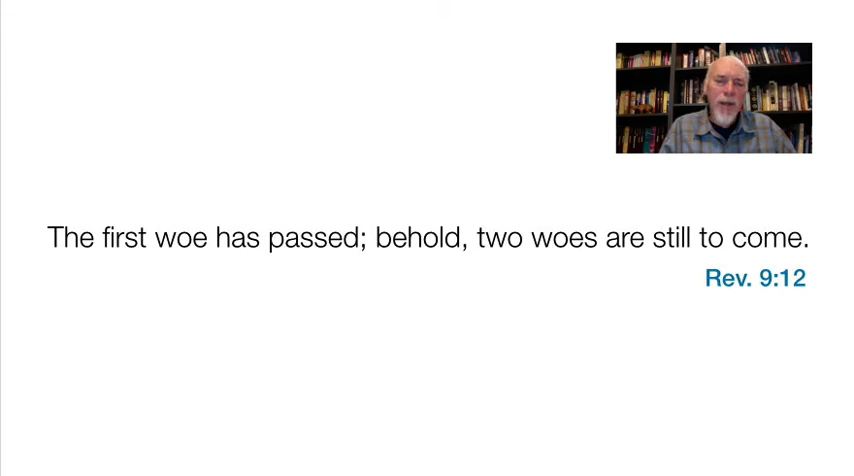 The first woe has passed; behold, two woes are still to come.
Rev. 9:12